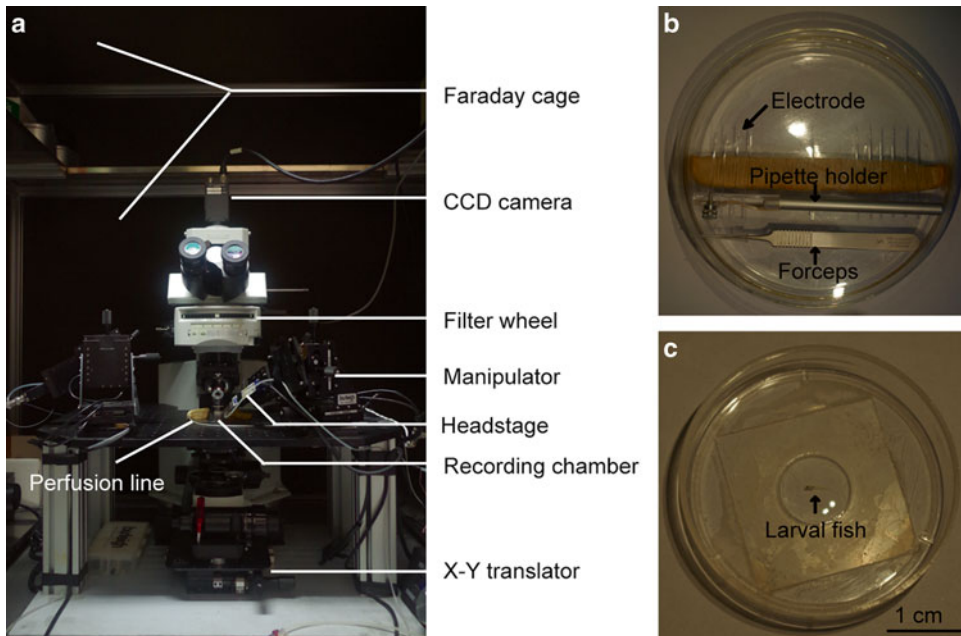 a
Faraday cage
CCD camera
Filter wheel
Manipulator
Headstage
Recording chamber
Perfusion line
X-Y translator
b
Electrode
Pipette holder
Forceps
c
Larval fish
1 cm